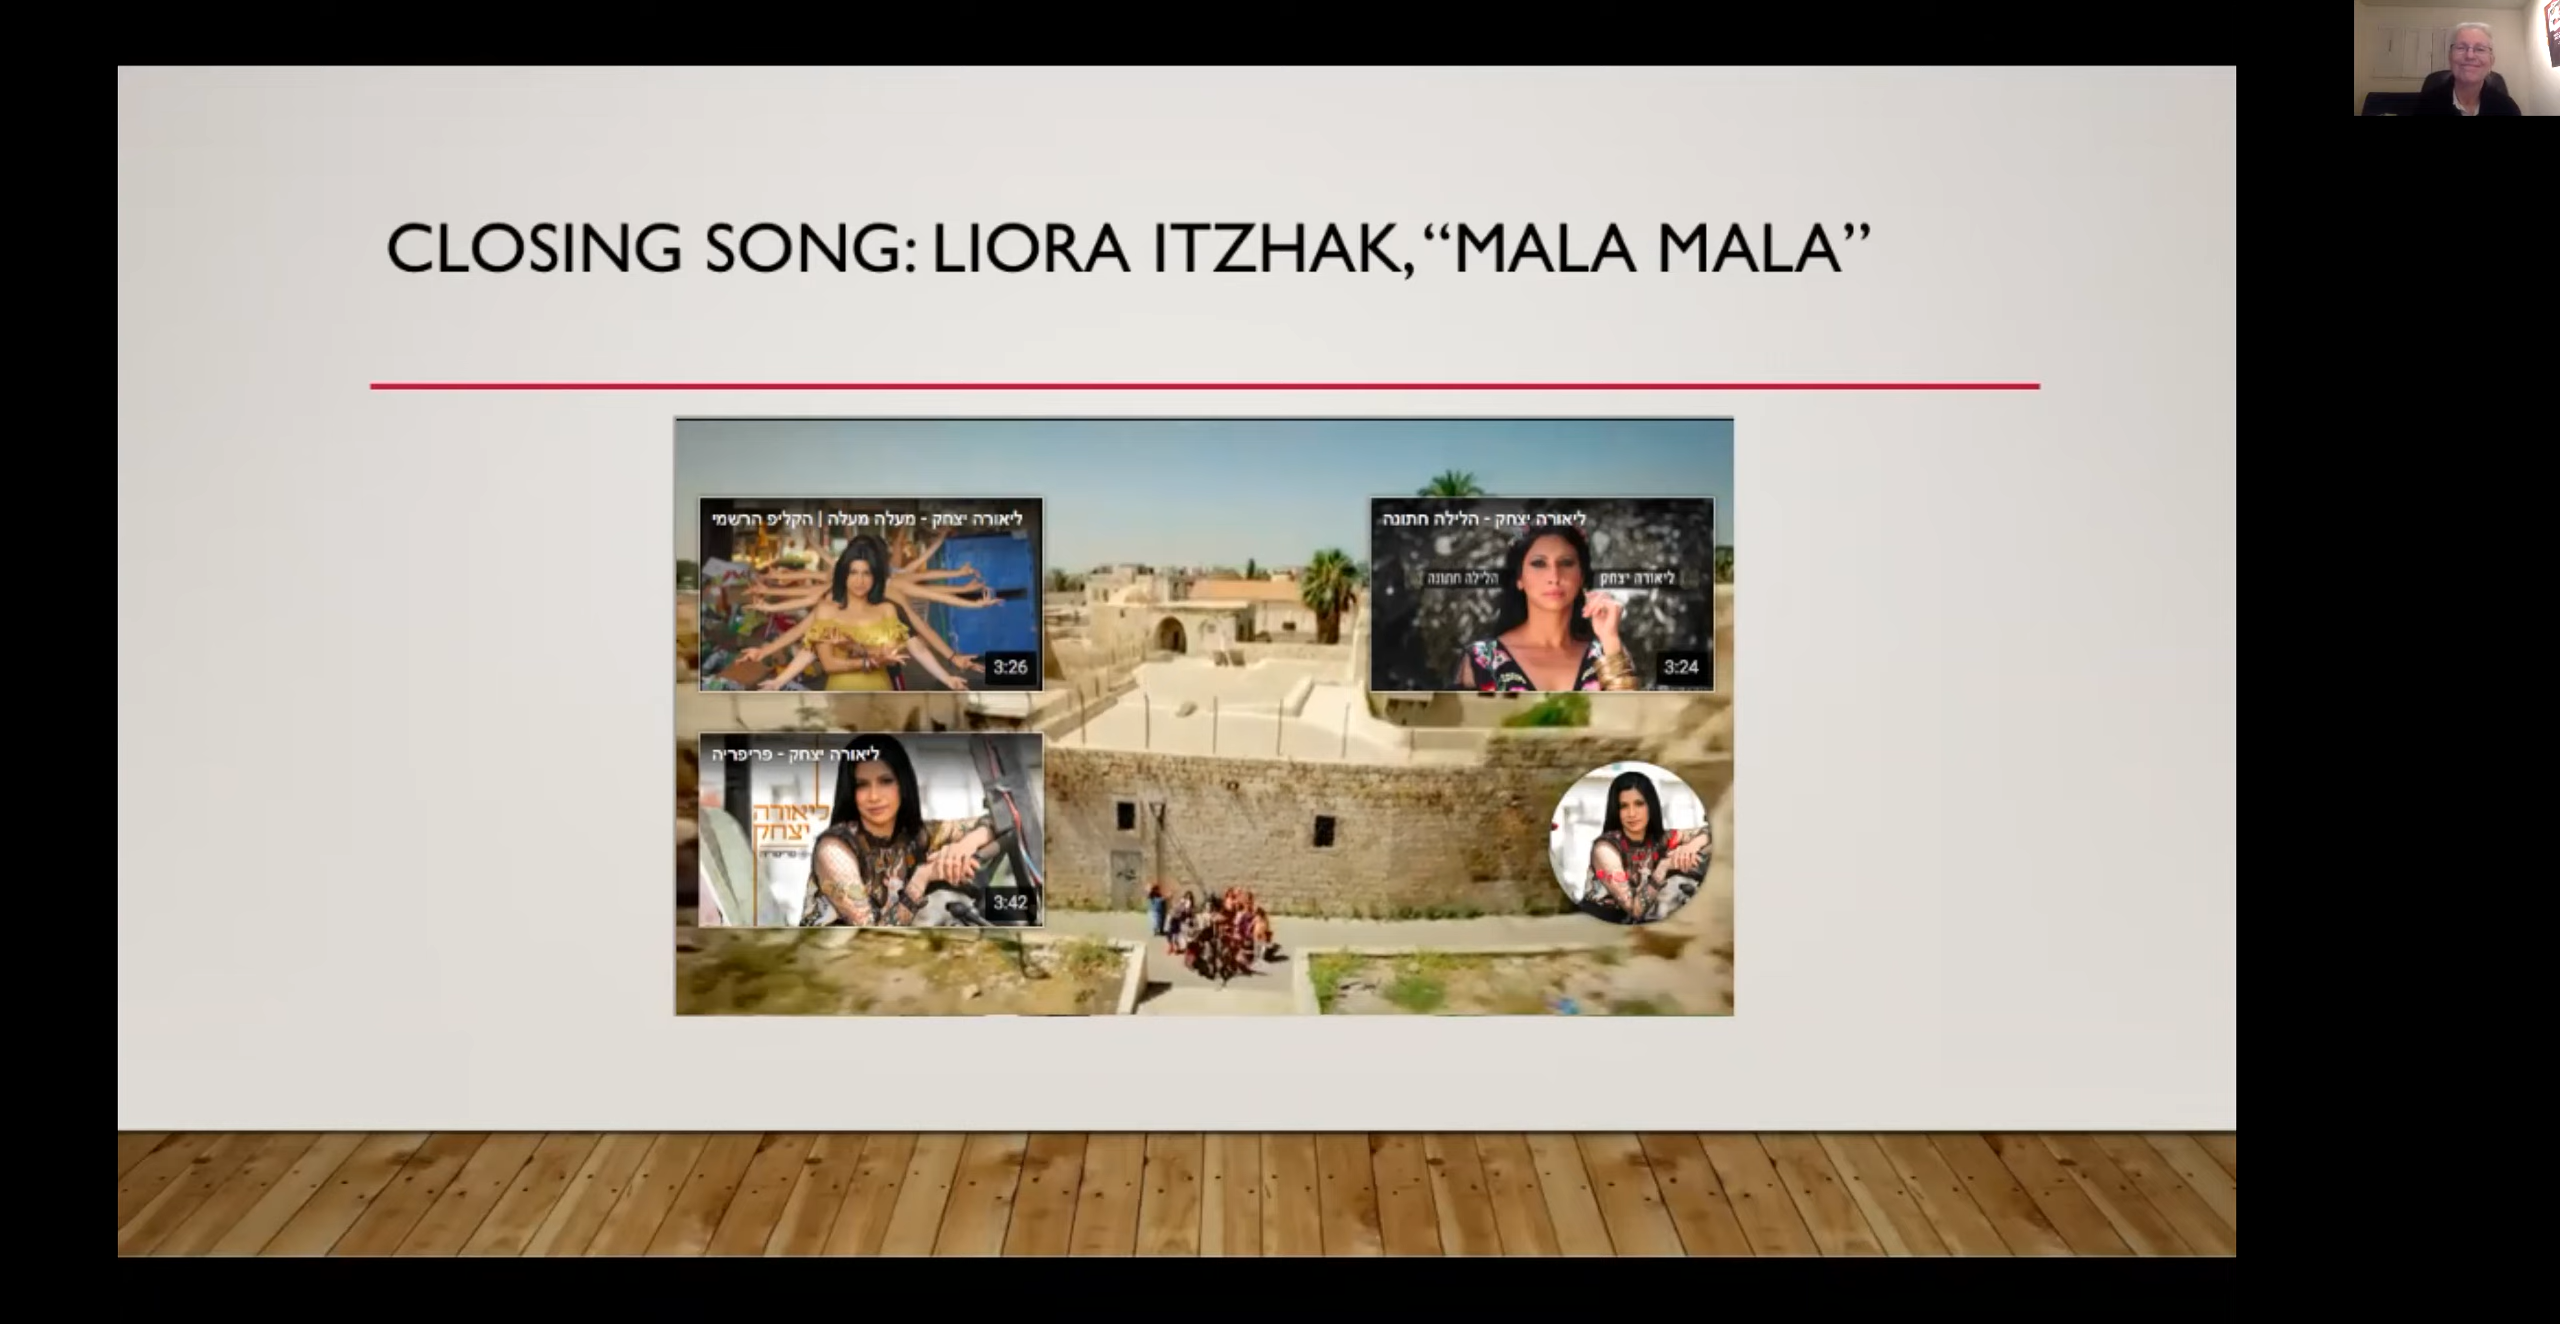 CLOSING SONG: LIORA ITZHAK, “MALA MALA”
ליאורה יצחק - מעלה מעלה | הקליפ הרשמי
3:26
ליאורה יצחק - הלילה חתונה
ליאורה יצחק הלילה חתונה
3:24
ליאורה יצחק - פריפריה
ליאורה
יצחק
3:42